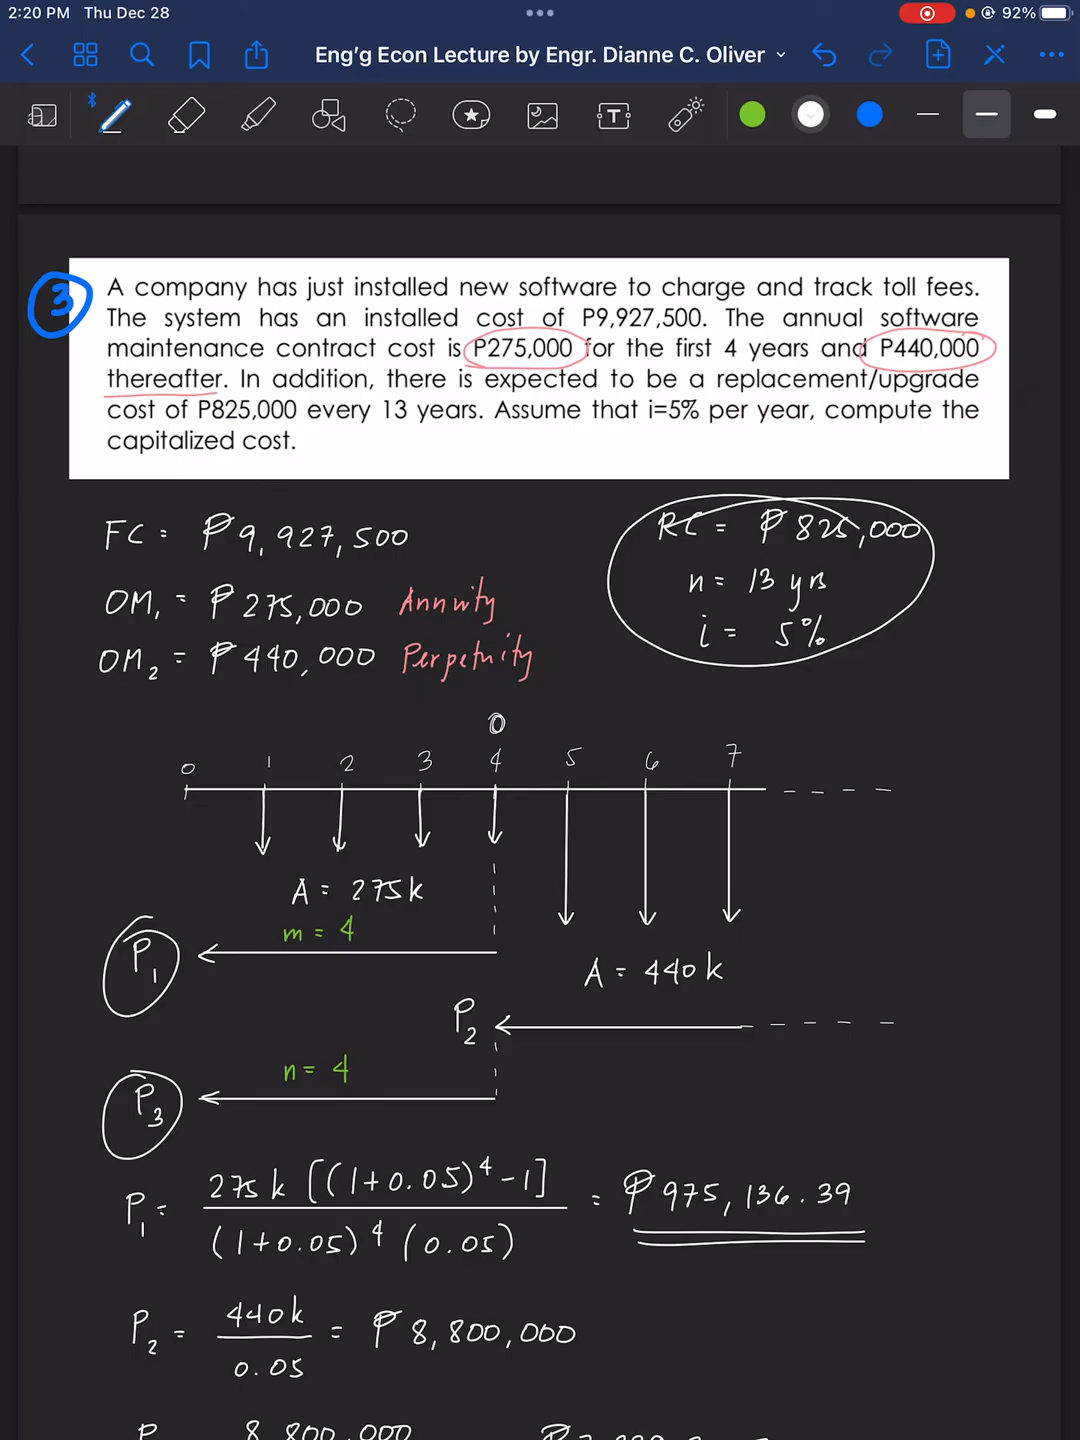 2:20 PM Thu Dec 28 92%
Eng'g Econ Lecture by Engr. Dianne C. Oliver
T
3
A company has just installed new software to charge and track toll fees.
The system has an installed cost of P9,927,500. The annual software
maintenance contract cost is P275,000 for the first 4 years and P440,000
thereafter. In addition, there is expected to be a replacement/upgrade
cost of P825,000 every 13 years. Assume that i=5% per year, compute the
capitalized cost.
FC = ₱9,927,500
RC = ₱825,000
n = 13 yrs
i = 5%
OM₁ = ₱275,000 Annuity
OM₂ = ₱440,000 Perpetuity
0
0 1 2 3 4 5 6 7
A = 275k
m = 4
P₁
A = 440k
P₂
n = 4
P₃
P₁ = 275k [(1+0.05)⁴-1] = ₱975,136.39
(1+0.05)⁴(0.05)
P₂ = 440k = ₱8,800,000
0.05
8,800,000